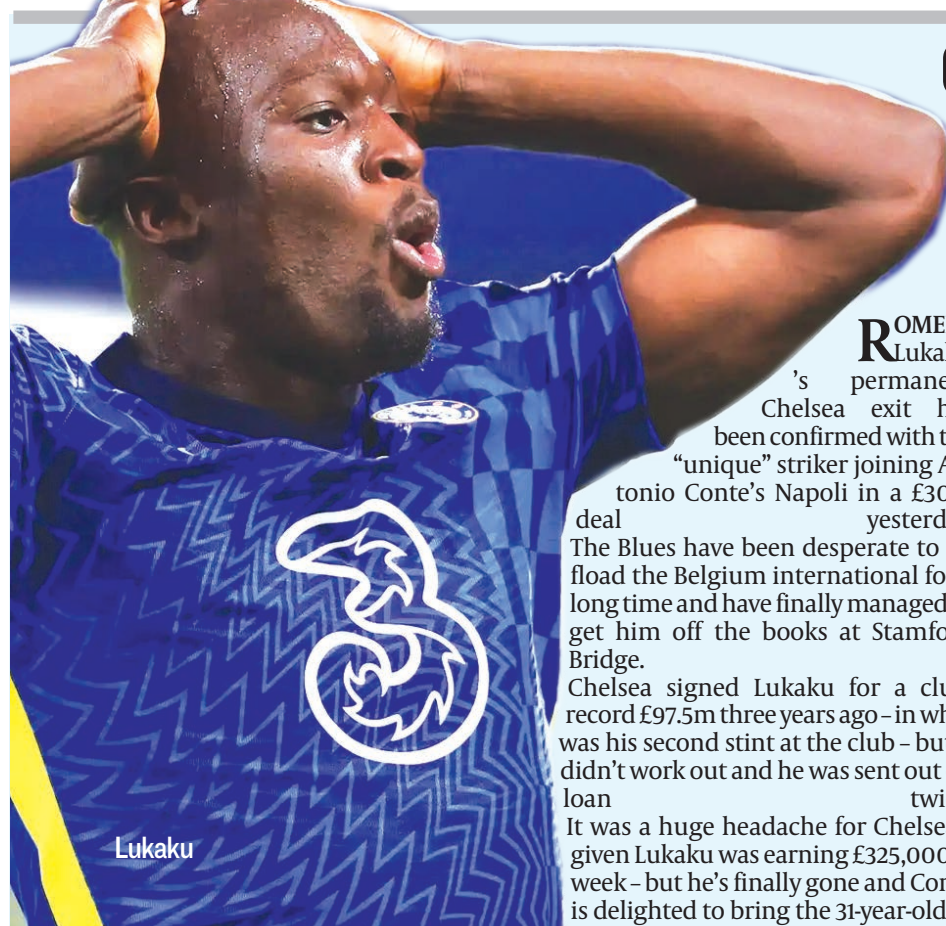 ROME
Luka
's permane
Chelsea exit h
been confirmed with t
“unique” striker joining A
tonio Conte’s Napoli in a £30
deal yesterd
The Blues have been desperate to
fload the Belgium international fo
long time and have finally managed
get him off the books at Stamfo
Bridge.
Chelsea signed Lukaku for a clu
record £97.5m three years ago – in wh
was his second stint at the club – but
didn’t work out and he was sent out
loan twi
It was a huge headache for Chelse
given Lukaku was earning £325,000
week – but he’s finally gone and Con
is delighted to bring the 31-year-old
3
Lukaku